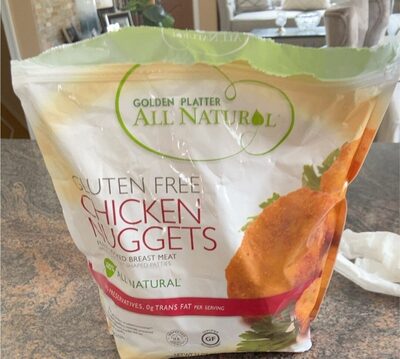 GOLDEN PLATTER
ALL NATURAL
GLUTEN FREE
CHICKEN
NUGGETS
BREAST MEAT
SHAPED PATTIES
ALL NATURAL
PRESERVATIVES, 0g TRANS FAT PER SERVING
GF